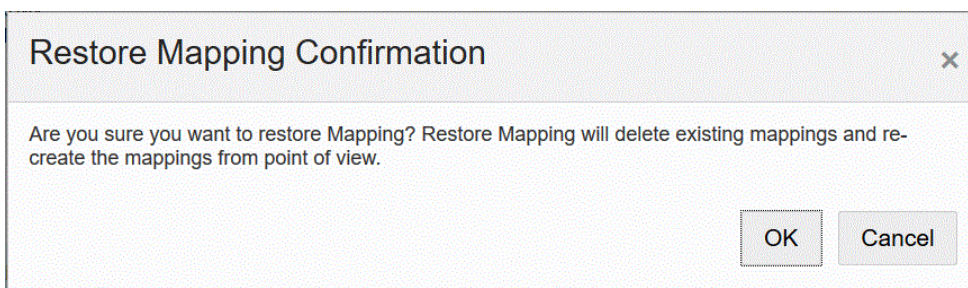 Restore Mapping Confirmation
×
Are you sure you want to restore Mapping? Restore Mapping will delete existing mappings and re-
create the mappings from point of view.
OK Cancel